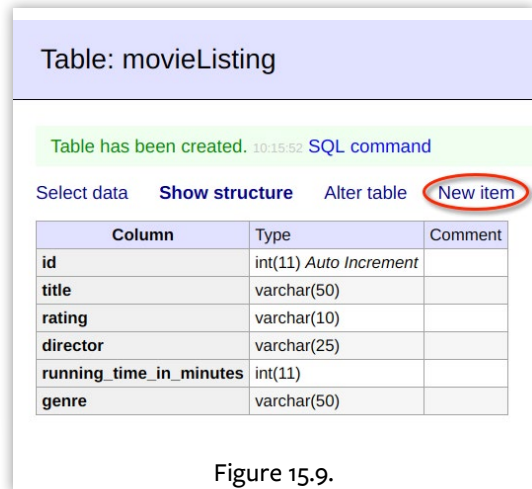 Table: movieListing
Table has been created. 10:15:52 SQL command
Select data Show structure Alter table New item
Column Type Comment
id int(11) Auto Increment
title varchar(50)
rating varchar(10)
director varchar(25)
running_time_in_minutes int(11)
genre varchar(50)
Figure 15.9.